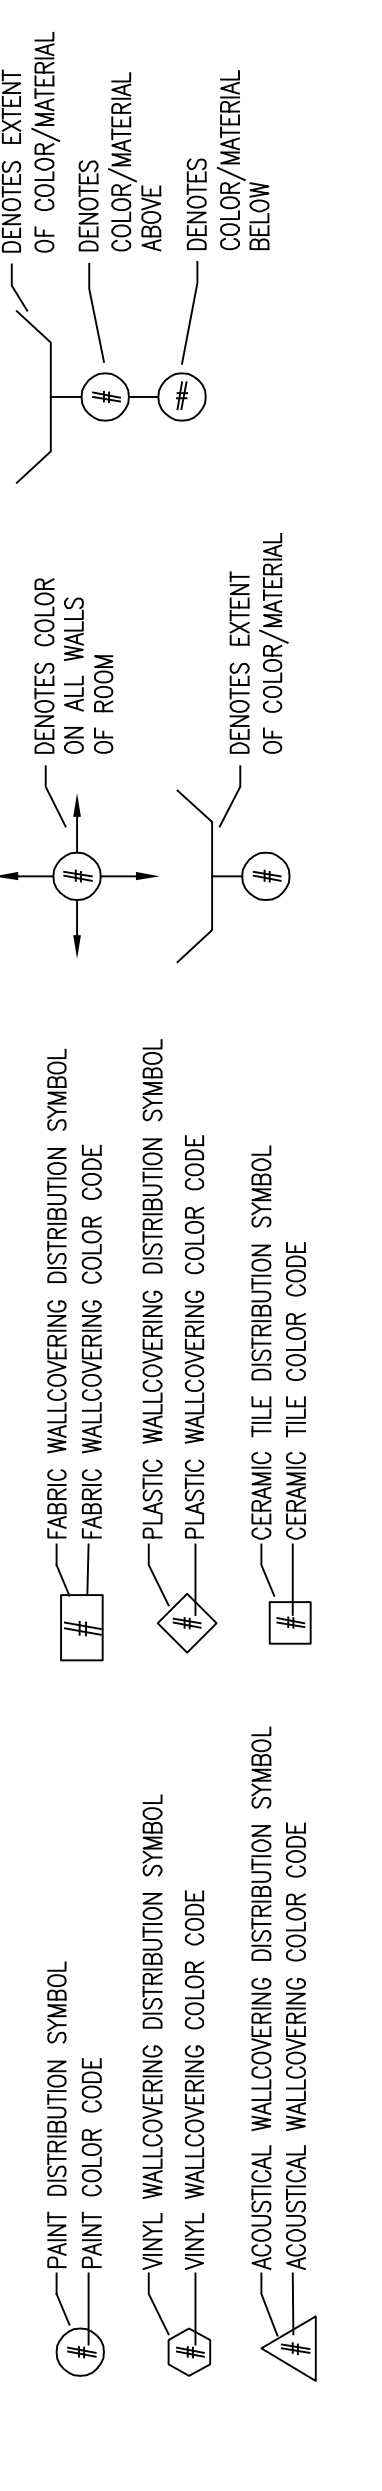 #
PAINT DISTRIBUTION SYMBOL
PAINT COLOR CODE
#
VINYL WALLCOVERING DISTRIBUTION SYMBOL
VINYL WALLCOVERING COLOR CODE
#
ACOUSTICAL WALLCOVERING DISTRIBUTION SYMBOL
ACOUSTICAL WALLCOVERING COLOR CODE
#
FABRIC WALLCOVERING DISTRIBUTION SYMBOL
FABRIC WALLCOVERING COLOR CODE
#
PLASTIC WALLCOVERING DISTRIBUTION SYMBOL
PLASTIC WALLCOVERING COLOR CODE
#
CERAMIC TILE DISTRIBUTION SYMBOL
CERAMIC TILE COLOR CODE
#
DENOTES COLOR
ON ALL WALLS
OF ROOM
#
DENOTES EXTENT
OF COLOR/MATERIAL
DENOTES EXTENT
OF COLOR/MATERIAL
#
DENOTES
COLOR/MATERIAL
ABOVE
#
DENOTES
COLOR/MATERIAL
BELOW